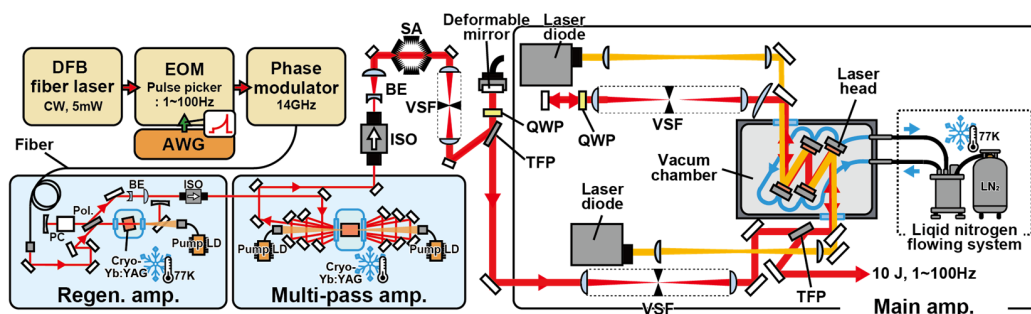 DFB
fiber laser
CW, 5mW
EOM
Pulse picker
: 1~100Hz
AWG
Phase
modulator
14GHz
Fiber
SA
BE
VSF
ISO
Deformable
mirror
QWP
TFP
Laser
diode
QWP
VSF
Laser
head
Vacum
chamber
77K
LN₂
Liqid nitrogen
flowing system
Laser
diode
VSF
TFP
10 J, 1~100Hz
Main amp.
PC
Pol.
BE
ISO
Pump LD
Cryo-
Yb:YAG
77K
Regen. amp.
Pump LD
Pump LD
Cryo-
Yb:YAG
77K
Multi-pass amp.